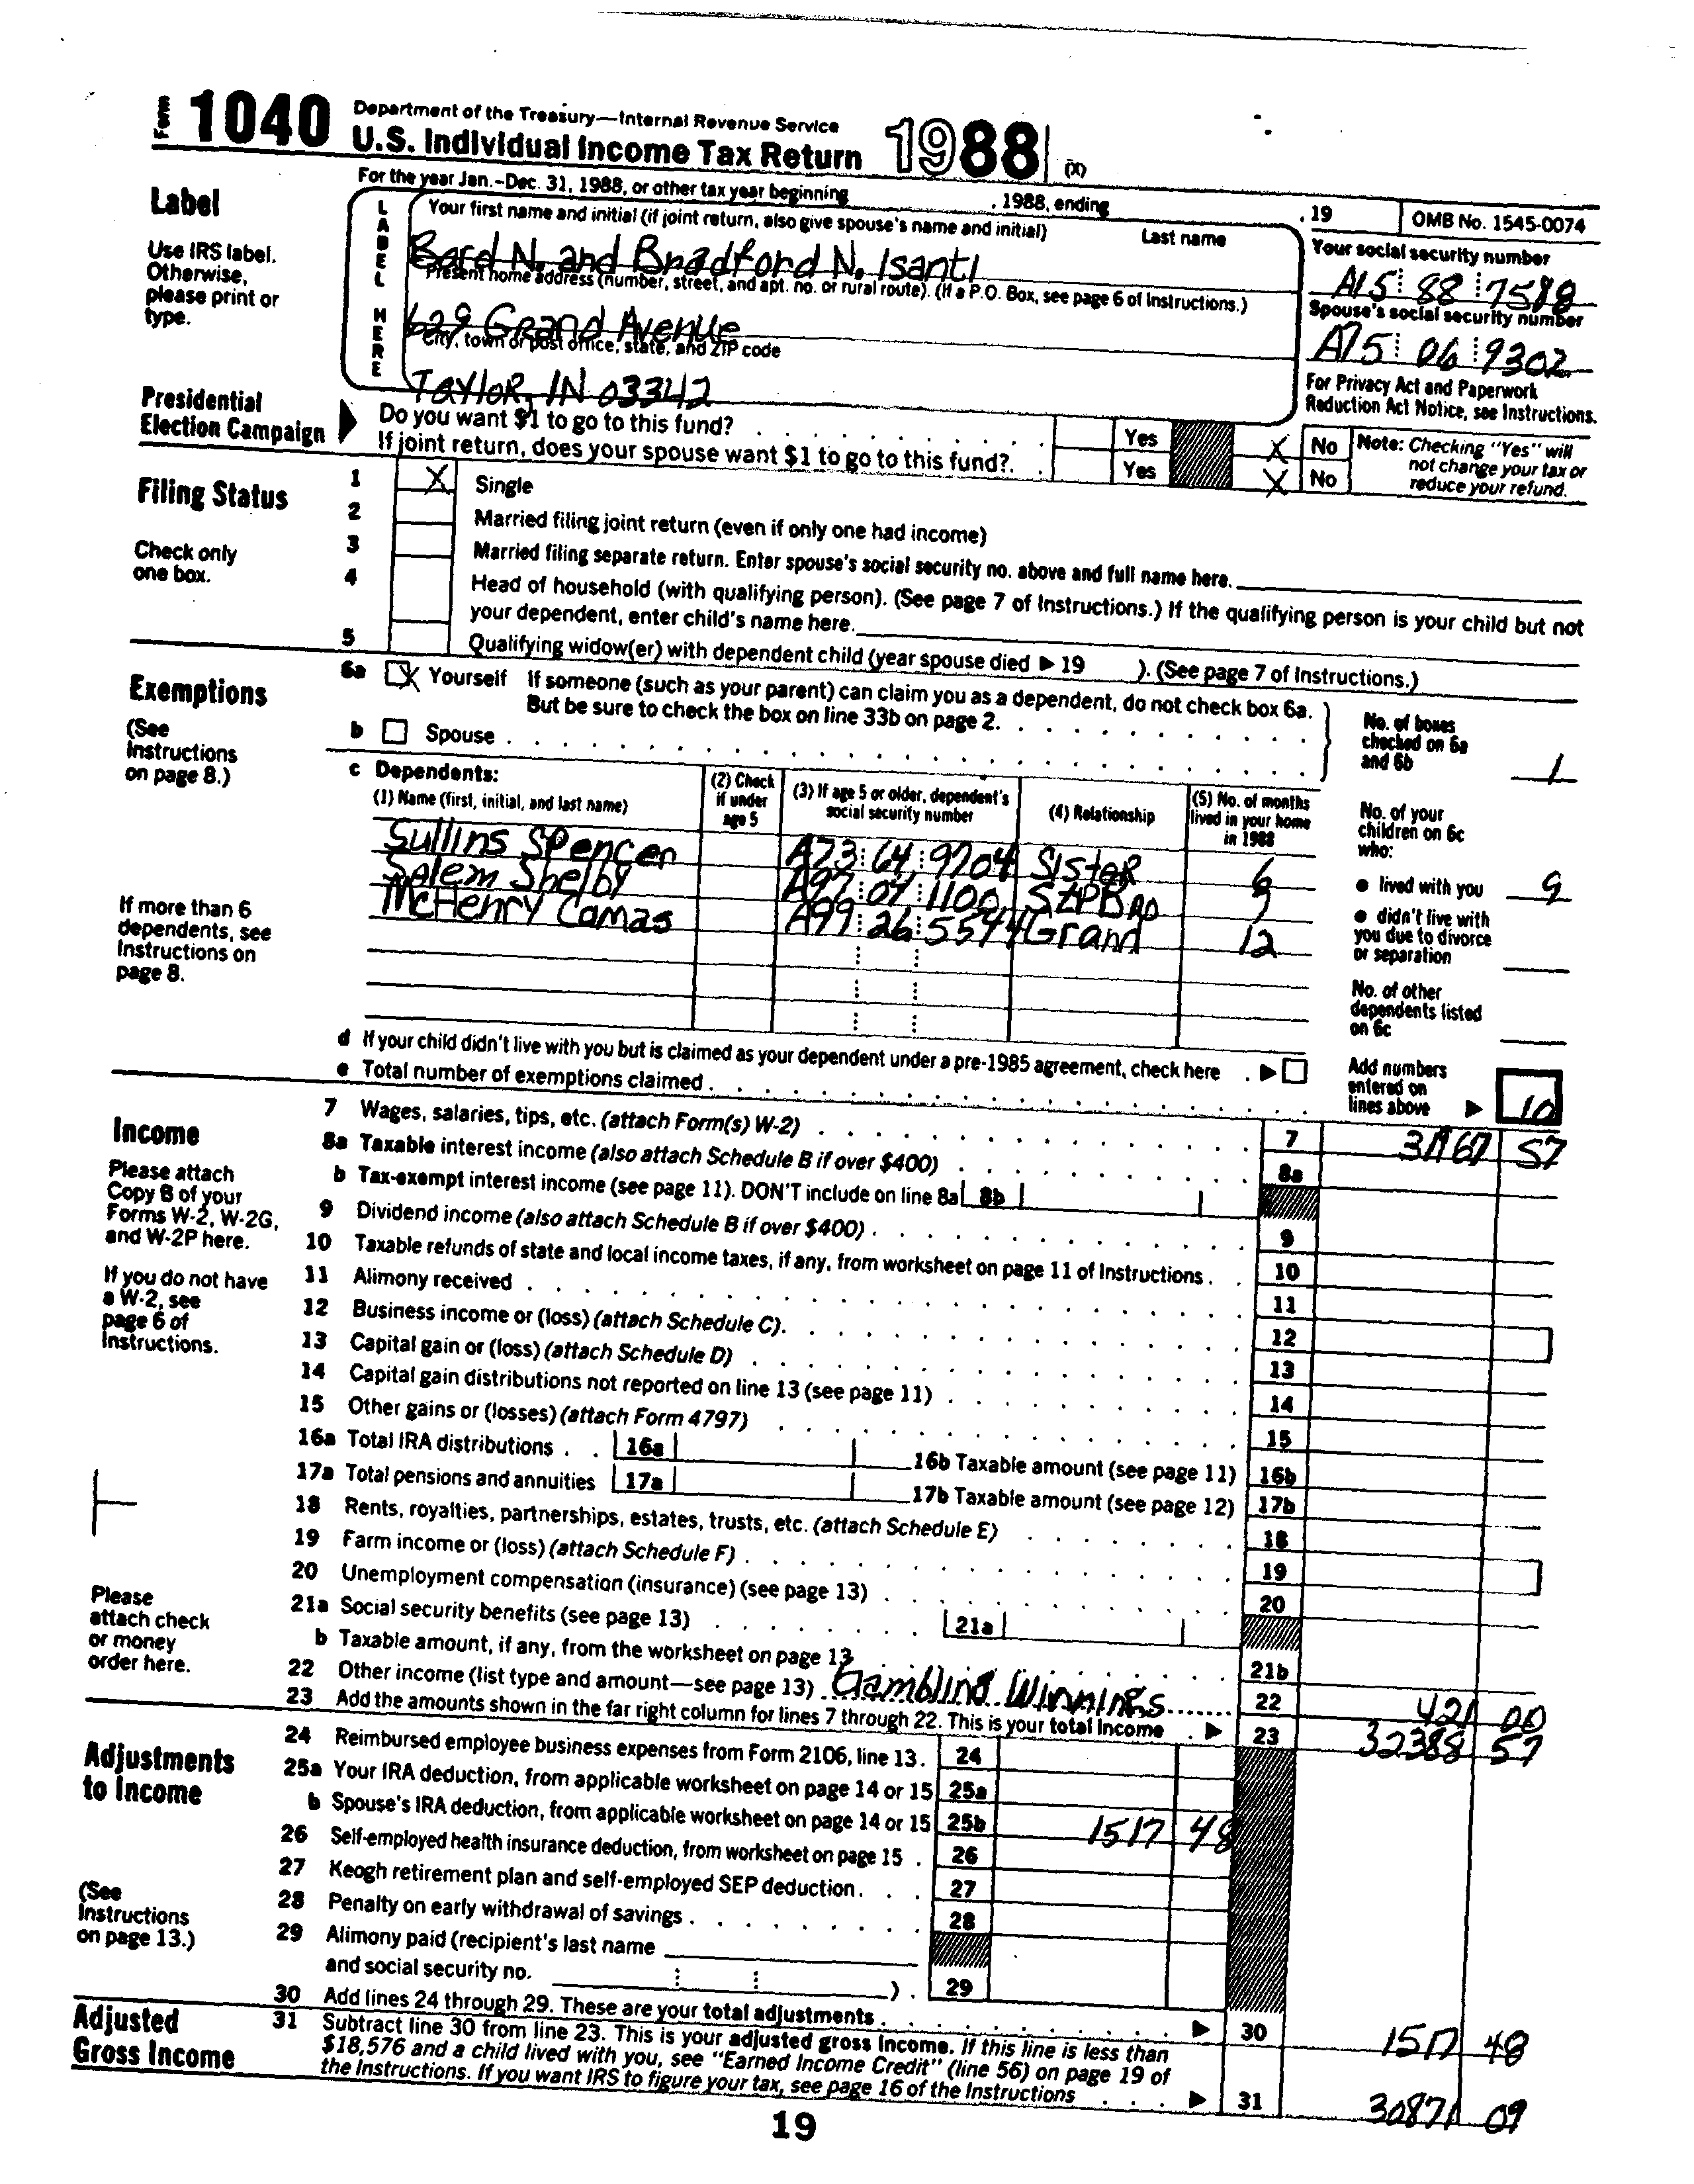 Form 1040 Department of the Treasury—Internal Revenue Service
U.S. Individual Income Tax Return 1988 (X)
For the year Jan.-Dec. 31, 1988, or other tax year beginning , 1988, ending , 19 OMB No. 1545-0074
Label
Use IRS label. Otherwise, please print or type.
LABEL HERE
Your first name and initial (if joint return, also give spouse's name and initial) Last name
Bard N. and Bradford N. Isanti
Your social security number
A15 88 7588
Present home address (number, street, and apt. no. or rural route). (If a P.O. Box, see page 6 of Instructions.)
629 Grand Avenue
Spouse's social security number
A75 06 9302
City, town or post office, state, and ZIP code
Taylor, IN 03342
For Privacy Act and Paperwork Reduction Act Notice, see Instructions.
Presidential Election Campaign
Do you want $1 to go to this fund? Yes X No
If joint return, does your spouse want $1 to go to this fund? Yes X No
Note: Checking "Yes" will not change your tax or reduce your refund.
Filing Status
Check only one box.
1 X Single
2 Married filing joint return (even if only one had income)
3 Married filing separate return. Enter spouse's social security no. above and full name here.
4 Head of household (with qualifying person). (See page 7 of Instructions.) If the qualifying person is your child but not
your dependent, enter child's name here.
5 Qualifying widow(er) with dependent child (year spouse died ▶ 19 ). (See page 7 of Instructions.)
Exemptions
(See Instructions on page 8.)
6a X Yourself If someone (such as your parent) can claim you as a dependent, do not check box 6a.
But be sure to check the box on line 33b on page 2.
b Spouse
No. of boxes checked on 6a and 6b 1
c Dependents:
(1) Name (first, initial, and last name) (2) Check if under age 5 (3) If age 5 or older, dependent's social security number (4) Relationship (5) No. of months lived in your home in 1988
Sullins Spencer A73 64 9704 Sister 6
Salem Shelby A97 07 1100 StPBRO 7
McHenry Camas A99 26 5544 Grand 12
If more than 6 dependents, see Instructions on page 8.
No. of your children on 6c who:
● lived with you 9
● didn't live with you due to divorce or separation
No. of other dependents listed on 6c
d If your child didn't live with you but is claimed as your dependent under a pre-1985 agreement, check here ▶
e Total number of exemptions claimed
Add numbers entered on lines above ▶ 10
Income
Please attach Copy B of your Forms W-2, W-2G, and W-2P here.
If you do not have a W-2, see page 6 of Instructions.
Please attach check or money order here.
7 Wages, salaries, tips, etc. (attach Form(s) W-2) 7 31967 57
8a Taxable interest income (also attach Schedule B if over $400) 8a
b Tax-exempt interest income (see page 11). DON'T include on line 8a 8b
9 Dividend income (also attach Schedule B if over $400) 9
10 Taxable refunds of state and local income taxes, if any, from worksheet on page 11 of Instructions 10
11 Alimony received 11
12 Business income or (loss) (attach Schedule C) 12
13 Capital gain or (loss) (attach Schedule D) 13
14 Capital gain distributions not reported on line 13 (see page 11) 14
15 Other gains or (losses) (attach Form 4797) 15
16a Total IRA distributions 16a 16b Taxable amount (see page 11) 16b
17a Total pensions and annuities 17a 17b Taxable amount (see page 12) 17b
18 Rents, royalties, partnerships, estates, trusts, etc. (attach Schedule E) 18
19 Farm income or (loss) (attach Schedule F) 19
20 Unemployment compensation (insurance) (see page 13) 20
21a Social security benefits (see page 13) 21a
b Taxable amount, if any, from the worksheet on page 13 21b
22 Other income (list type and amount—see page 13) Gambling Winnings 22 421 00
23 Add the amounts shown in the far right column for lines 7 through 22. This is your total income ▶ 23 32388 57
Adjustments to Income
(See Instructions on page 13.)
24 Reimbursed employee business expenses from Form 2106, line 13. 24
25a Your IRA deduction, from applicable worksheet on page 14 or 15 25a
b Spouse's IRA deduction, from applicable worksheet on page 14 or 15 25b 1517 48
26 Self-employed health insurance deduction, from worksheet on page 15 26
27 Keogh retirement plan and self-employed SEP deduction 27
28 Penalty on early withdrawal of savings 28
29 Alimony paid (recipient's last name
and social security no. ) 29
30 Add lines 24 through 29. These are your total adjustments ▶ 30 1517 48
Adjusted Gross Income
31 Subtract line 30 from line 23. This is your adjusted gross income. If this line is less than
$18,576 and a child lived with you, see "Earned Income Credit" (line 56) on page 19 of
the Instructions. If you want IRS to figure your tax, see page 16 of the Instructions ▶ 31 30871 09
19